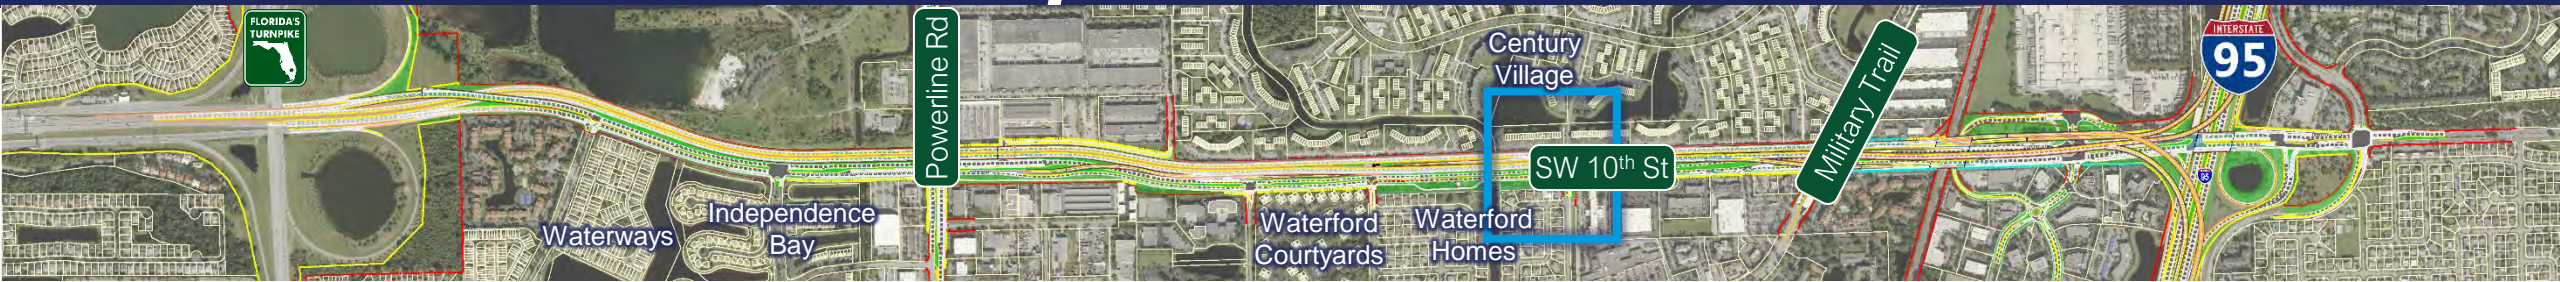 FLORIDA'S
TURNPIKE
Waterways
Independence
Bay
Powerline Rd
Waterford
Courtyards
Waterford
Homes
Century
Village
SW 10th St
Military Trail
INTERSTATE
95
95